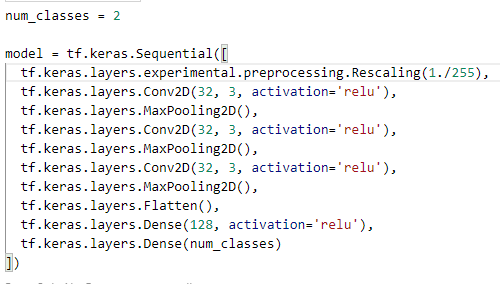 num_classes = 2
model = tf.keras.Sequential([
  tf.keras.layers.experimental.preprocessing.Rescaling(1./255),
  tf.keras.layers.Conv2D(32, 3, activation='relu'),
  tf.keras.layers.MaxPooling2D(),
  tf.keras.layers.Conv2D(32, 3, activation='relu'),
  tf.keras.layers.MaxPooling2D(),
  tf.keras.layers.Conv2D(32, 3, activation='relu'),
  tf.keras.layers.MaxPooling2D(),
  tf.keras.layers.Flatten(),
  tf.keras.layers.Dense(128, activation='relu'),
  tf.keras.layers.Dense(num_classes)
])